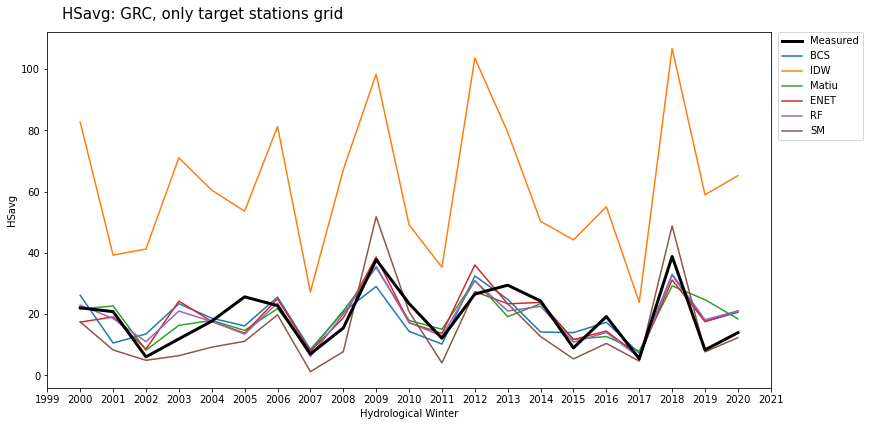 HSavg: GRC, only target stations grid
Measured
BCS
IDW
Matiu
ENET
RF
SM
100
80
60
40
20
0
HSavg
1999 2000 2001 2002 2003 2004 2005 2006 2007 2008 2009 2010 2011 2012 2013 2014 2015 2016 2017 2018 2019 2020 2021
Hydrological Winter